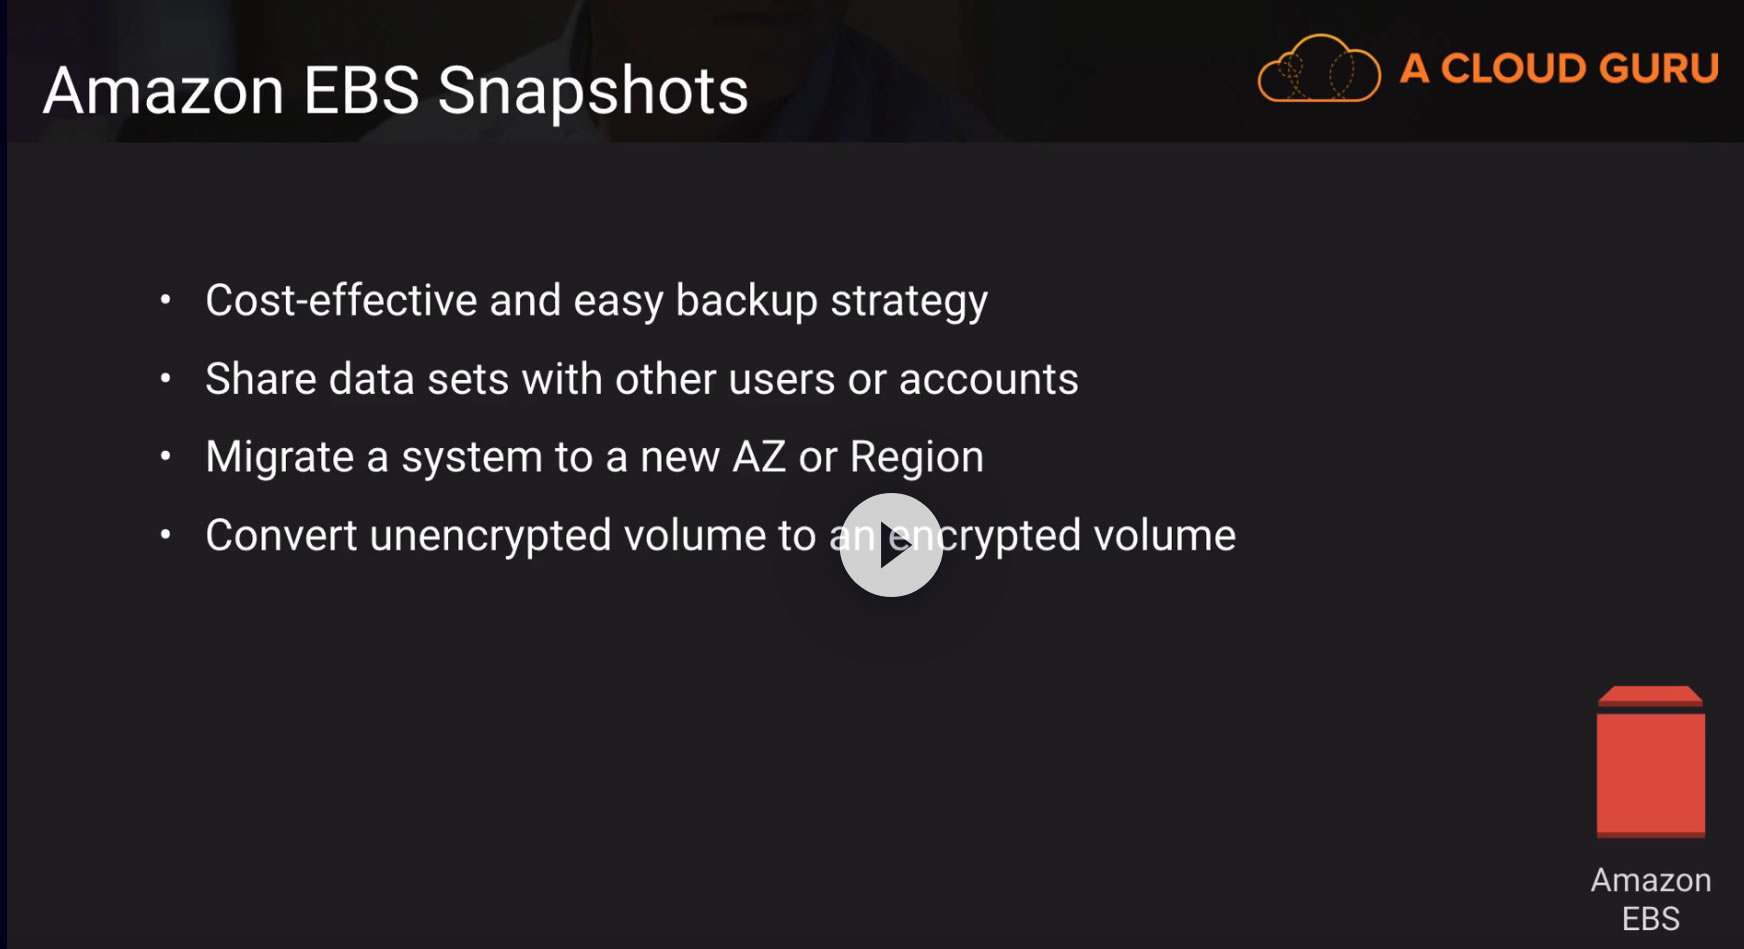 Amazon EBS Snapshots
A CLOUD GURU
• Cost-effective and easy backup strategy
• Share data sets with other users or accounts
• Migrate a system to a new AZ or Region
• Convert unencrypted volume to an encrypted volume
Amazon
EBS